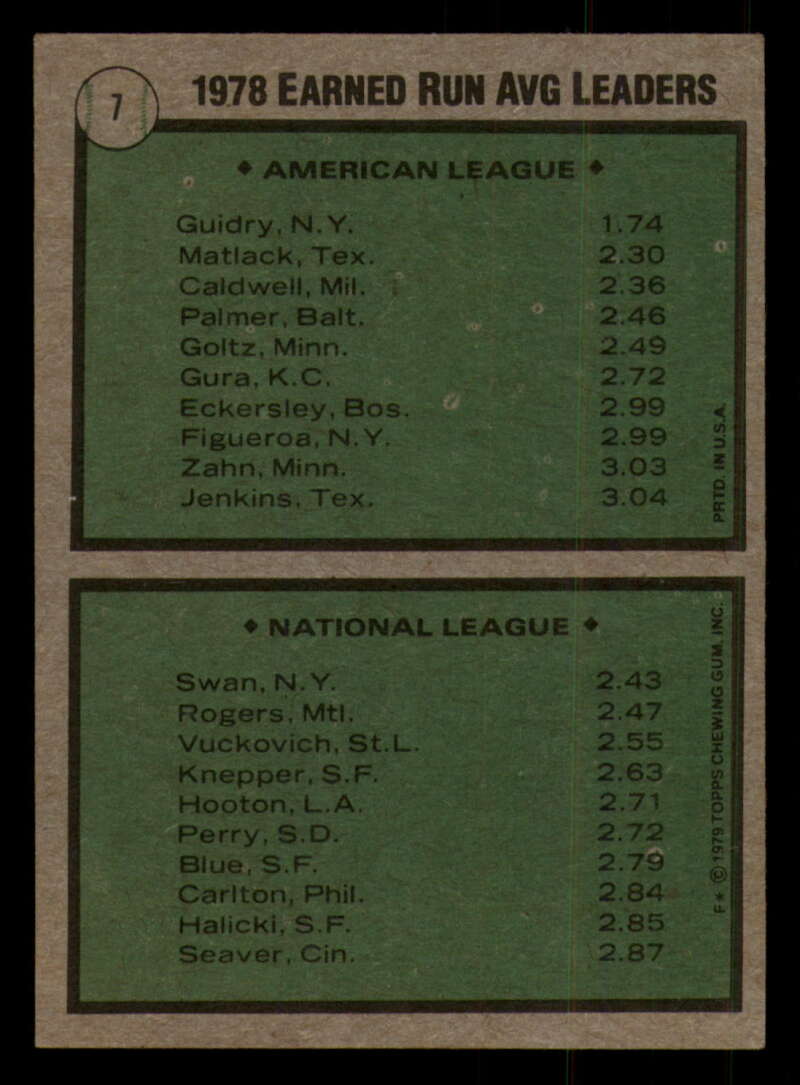 7
1978 EARNED RUN AVG LEADERS
♦ AMERICAN LEAGUE ♦
Guidry, N.Y. 1.74
Matlack, Tex. 2.30
Caldwell, Mil. 2.36
Palmer, Balt. 2.46
Goltz, Minn. 2.49
Gura, K.C. 2.72
Eckersley, Bos. 2.99
Figueroa, N.Y. 2.99
Zahn, Minn. 3.03
Jenkins, Tex. 3.04
PRTD. IN U.S.A.
♦ NATIONAL LEAGUE ♦
Swan, N.Y. 2.43
Rogers, Mtl. 2.47
Vuckovich, St.L. 2.55
Knepper, S.F. 2.63
Hooton, L.A. 2.71
Perry, S.D. 2.72
Blue, S.F. 2.79
Carlton, Phil. 2.84
Halicki, S.F. 2.85
Seaver, Cin. 2.87
F* © 1979 TOPPS CHEWING GUM, INC.